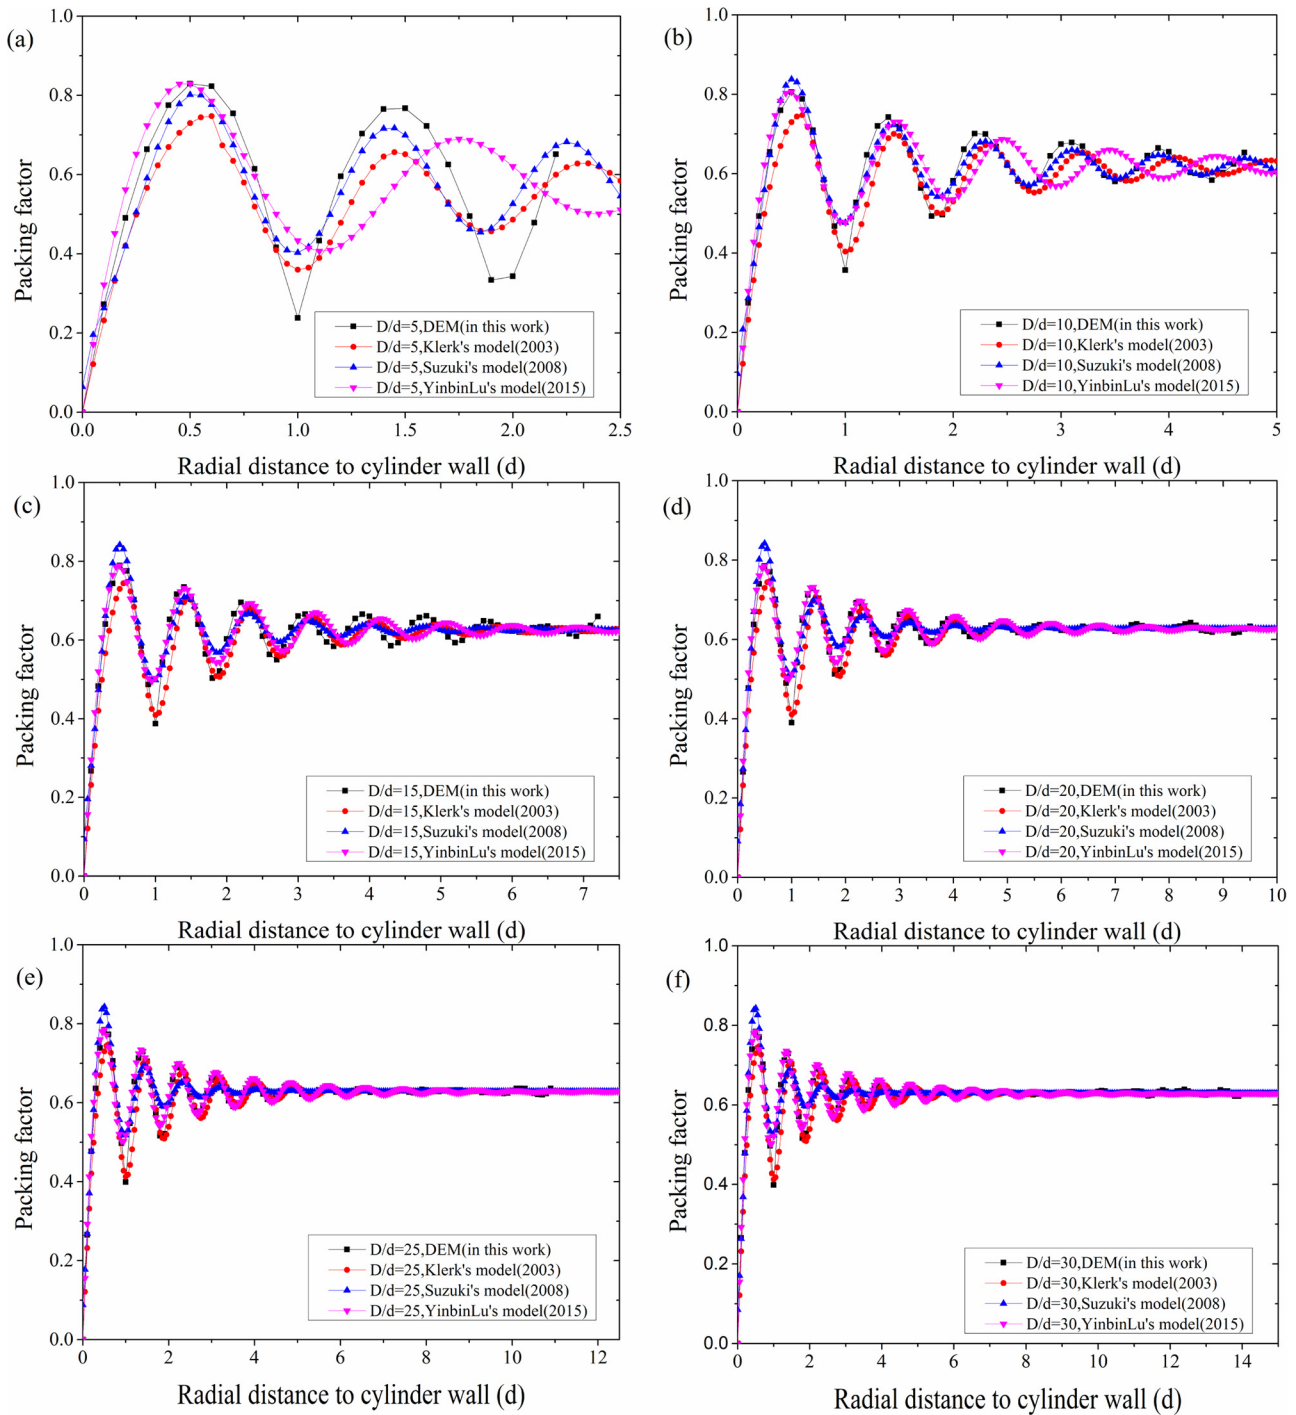 (a)
1.0
0.8
0.6
0.4
0.2
0.0
Packing factor
D/d=5,DEM(in this work)
D/d=5,Klerk's model(2003)
D/d=5,Suzuki's model(2008)
D/d=5,YinbinLu's model(2015)
0.0 0.5 1.0 1.5 2.0 2.5
Radial distance to cylinder wall (d)
(b)
1.0
0.8
0.6
0.4
0.2
0.0
Packing factor
D/d=10,DEM(in this work)
D/d=10,Klerk's model(2003)
D/d=10,Suzuki's model(2008)
D/d=10,YinbinLu's model(2015)
0 1 2 3 4 5
Radial distance to cylinder wall (d)
(c)
1.0
0.8
0.6
0.4
0.2
0.0
Packing factor
D/d=15,DEM(in this work)
D/d=15,Klerk's model(2003)
D/d=15,Suzuki's model(2008)
D/d=15,YinbinLu's model(2015)
0 1 2 3 4 5 6 7
Radial distance to cylinder wall (d)
(d)
1.0
0.8
0.6
0.4
0.2
0.0
Packing factor
D/d=20,DEM(in this work)
D/d=20,Klerk's model(2003)
D/d=20,Suzuki's model(2008)
D/d=20,YinbinLu's model(2015)
0 1 2 3 4 5 6 7 8 9 10
Radial distance to cylinder wall (d)
(e)
1.0
0.8
0.6
0.4
0.2
0.0
Packing factor
D/d=25,DEM(in this work)
D/d=25,Klerk's model(2003)
D/d=25,Suzuki's model(2008)
D/d=25,YinbinLu's model(2015)
0 2 4 6 8 10 12
Radial distance to cylinder wall (d)
(f)
1.0
0.8
0.6
0.4
0.2
0.0
Packing factor
D/d=30,DEM(in this work)
D/d=30,Klerk's model(2003)
D/d=30,Suzuki's model(2008)
D/d=30,YinbinLu's model(2015)
0 2 4 6 8 10 12 14
Radial distance to cylinder wall (d)